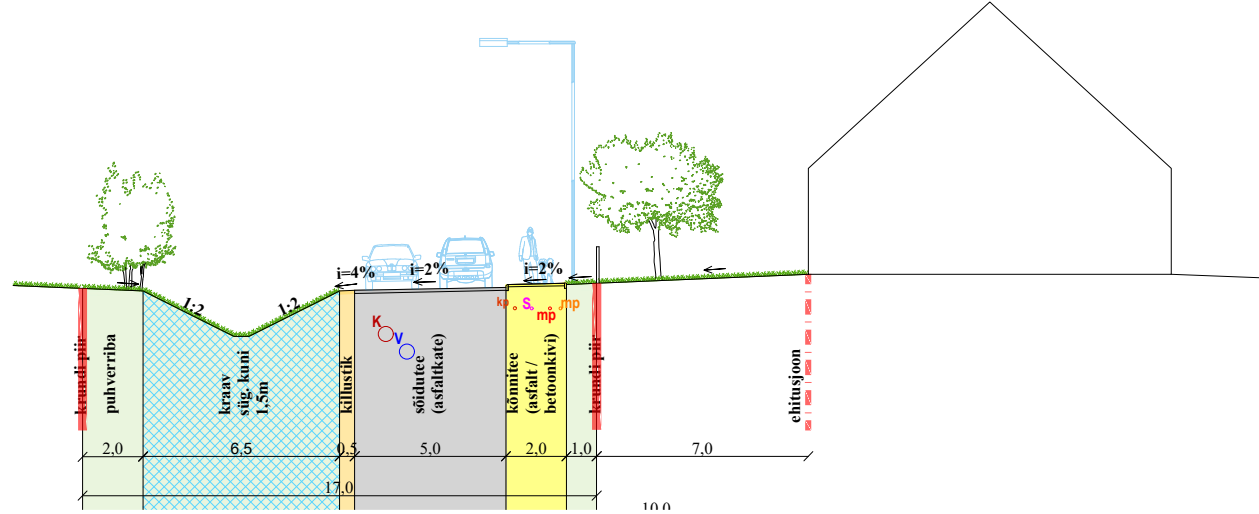 i=4%
i=2%
i=2%
1:2
1:2
kp
S
mp
mp
K
V
krundi piir
puhverriba
kraav
süg. kuni
1,5m
killustik
sõidutee
(asfaltkate)
kõnnitee
(asfalt /
betoonkivi)
krundi piir
ehitusjoon
2,0
6,5
0,5
5,0
2,0
1,0
7,0
17,0
10,0